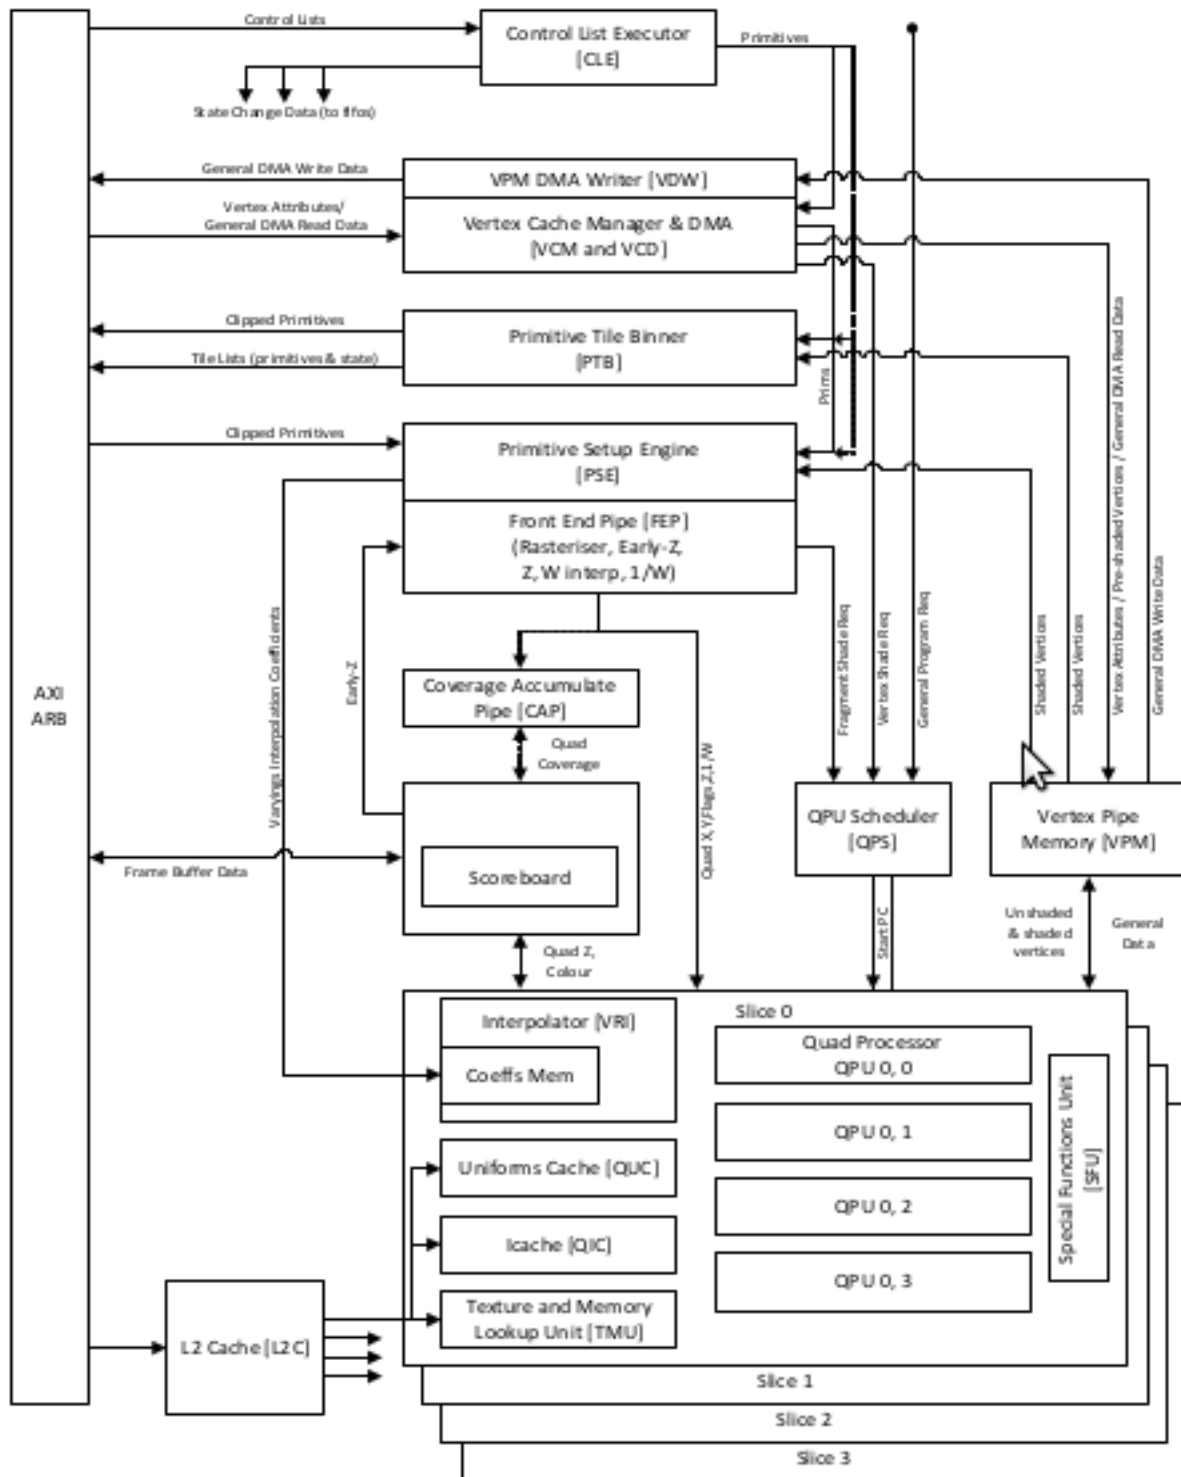 Control Lists
Control List Executor
[CLE]
Primitives
State Change Data (to fifos)
General DMA Write Data
VPM DMA Writer [VDW]
Vertex Attributes/
General DMA Read Data
Vertex Cache Manager & DMA
[VCM and VCD]
Clipped Primitives
Primitive Tile Binner
[PTB]
Tile Lists (primitives & state)
Prims
Clipped Primitives
Primitive Setup Engine
[PSE]
Front End Pipe [FEP]
(Rasteriser, Early-Z,
Z, W interp, 1/W)
Varyings Interpolation Coefficients
Early-Z
Fragment Shade Req
Vertex Shade Req
General Program Req
Shaded Vertices
Shaded Vertices
Vertex Attributes / Pre-shaded Vertices / General DMA Read Data
General DMA Write Data
AXI
ARB
Coverage Accumulate
Pipe [CAP]
Quad
Coverage
Quad X,Y,Flags,Z,1/W
QPU Scheduler
[QPS]
Vertex Pipe
Memory [VPM]
Frame Buffer Data
Scoreboard
Quad Z,
Colour
Start PC
Unshaded
& shaded
vertices
General
Data
Slice 0
Interpolator [VRI]
Coeffs Mem
Quad Processor
QPU 0, 0
QPU 0, 1
QPU 0, 2
QPU 0, 3
Special Functions Unit
[SFU]
Uniforms Cache [QUC]
Icache [QIC]
Texture and Memory
Lookup Unit [TMU]
L2 Cache [L2C]
Slice 1
Slice 2
Slice 3